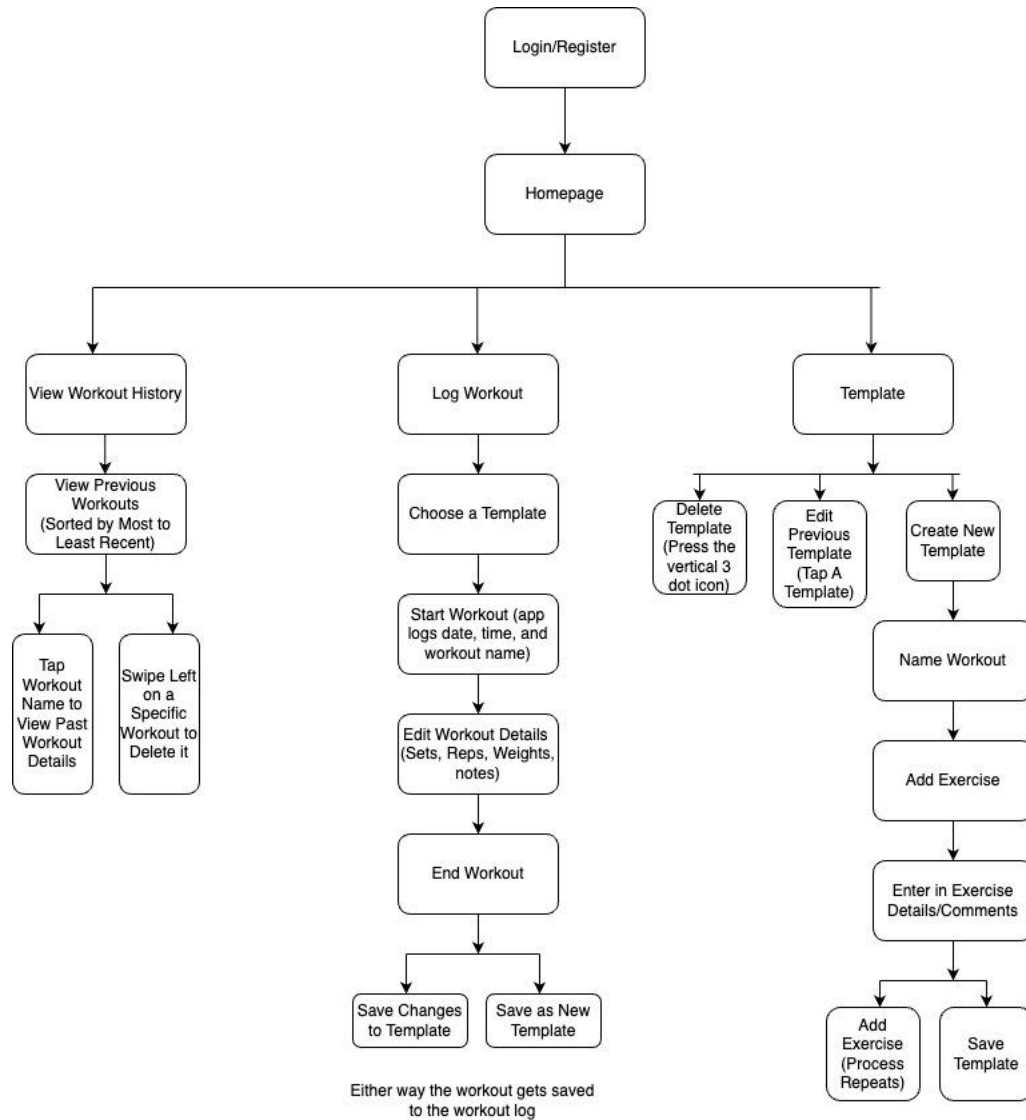 Login/Register
Homepage
View Workout History
Log Workout
Template
View Previous
Workouts
(Sorted by Most to
Least Recent)
Choose a Template
Delete
Template
(Press the
vertical 3
dot icon)
Edit
Previous
Template
(Tap A
Template)
Create New
Template
Tap
Workout
Name to
View Past
Workout
Details
Swipe Left
on a
Specific
Workout to
Delete it
Start Workout (app
logs date, time, and
workout name)
Name Workout
Edit Workout Details
(Sets, Reps, Weights,
notes)
Add Exercise
End Workout
Enter in Exercise
Details/Comments
Save Changes
to Template
Save as New
Template
Add
Exercise
(Process
Repeats)
Save
Template
Either way the workout gets saved
to the workout log